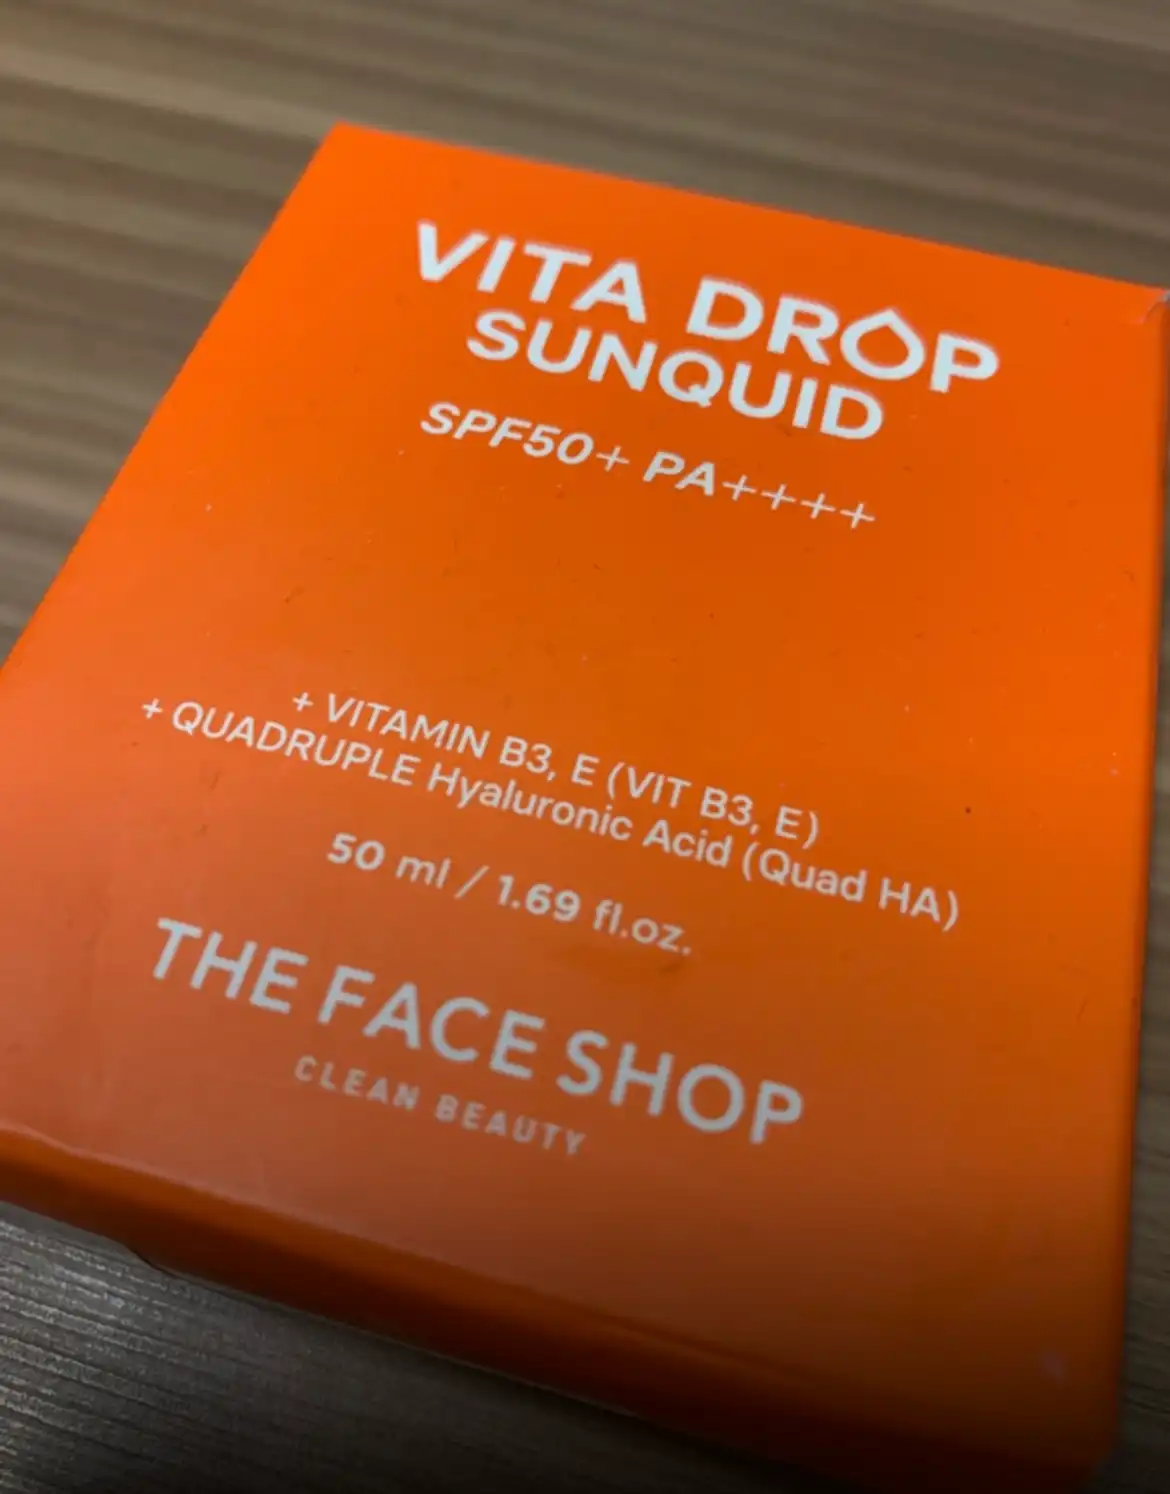 VITA DROP
SUNQUID
SPF50+ PA++++
+ VITAMIN B3, E (VIT B3, E)
+ QUADRUPLE Hyaluronic Acid (Quad HA)
50 ml / 1.69 fl.oz.
THE FACE SHOP
CLEAN BEAUTY